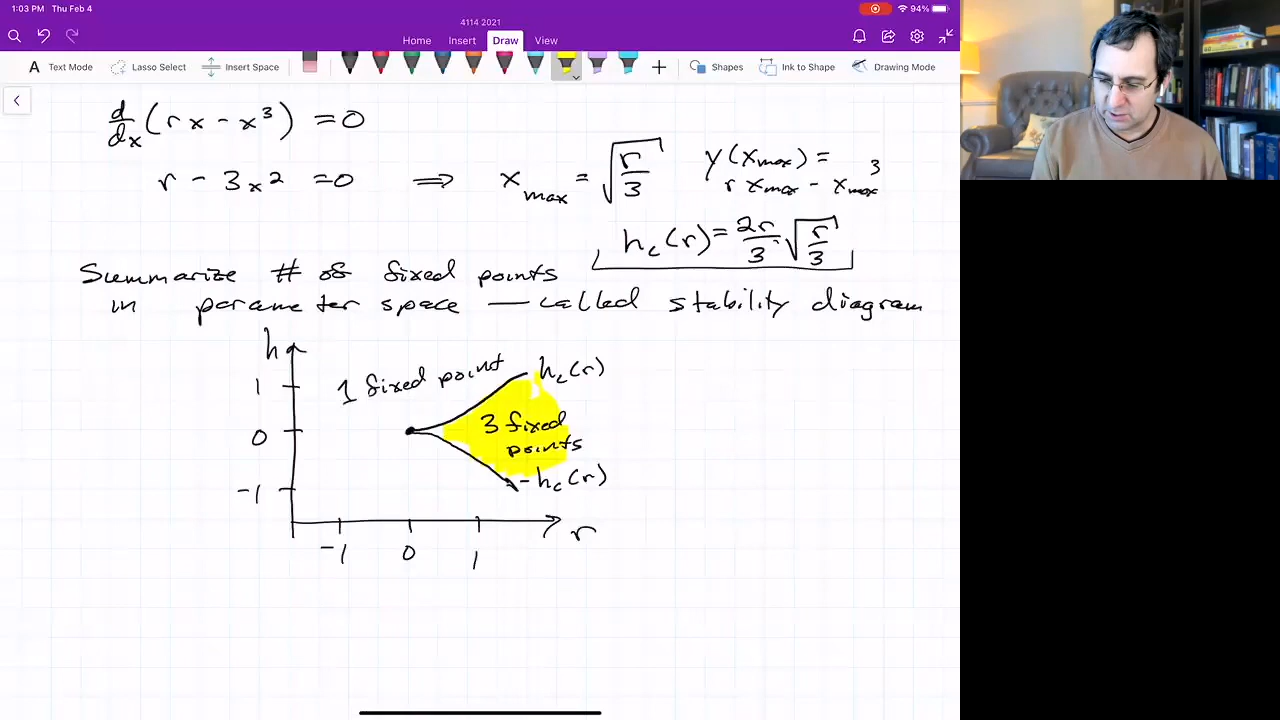 1:03 PM Thu Feb 4
94%
4114 2021
Home Insert Draw View
A Text Mode Lasso Select Insert Space Shapes Ink to Shape Drawing Mode
d/dx (rx - x³) = 0
r - 3x² = 0 ⟹ x_max = √(r/3)
y(x_max) =
r x_max - x_max³
h_c(r) = 2r/3 √(r/3)
Summarize # of fixed points
in parameter space — called stability diagram
h
1 fixed point
h_c(r)
1
3 fixed
points
0
-h_c(r)
-1
r
-1 0 1